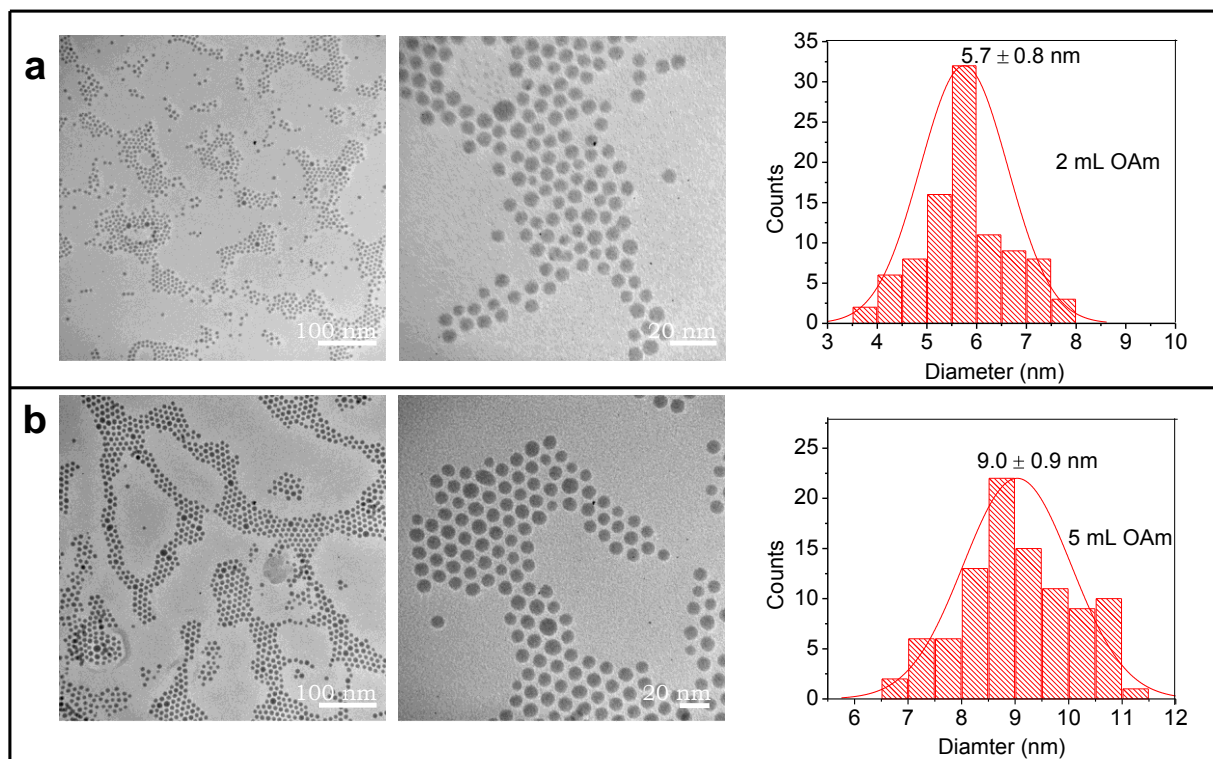 a
100 nm
20 nm
35
30
25
20
15
10
5
0
Counts
5.7 ± 0.8 nm
2 mL OAm
3 4 5 6 7 8 9 10
Diameter (nm)
b
100 nm
20 nm
25
20
15
10
5
0
Counts
9.0 ± 0.9 nm
5 mL OAm
6 7 8 9 10 11 12
Diamter (nm)